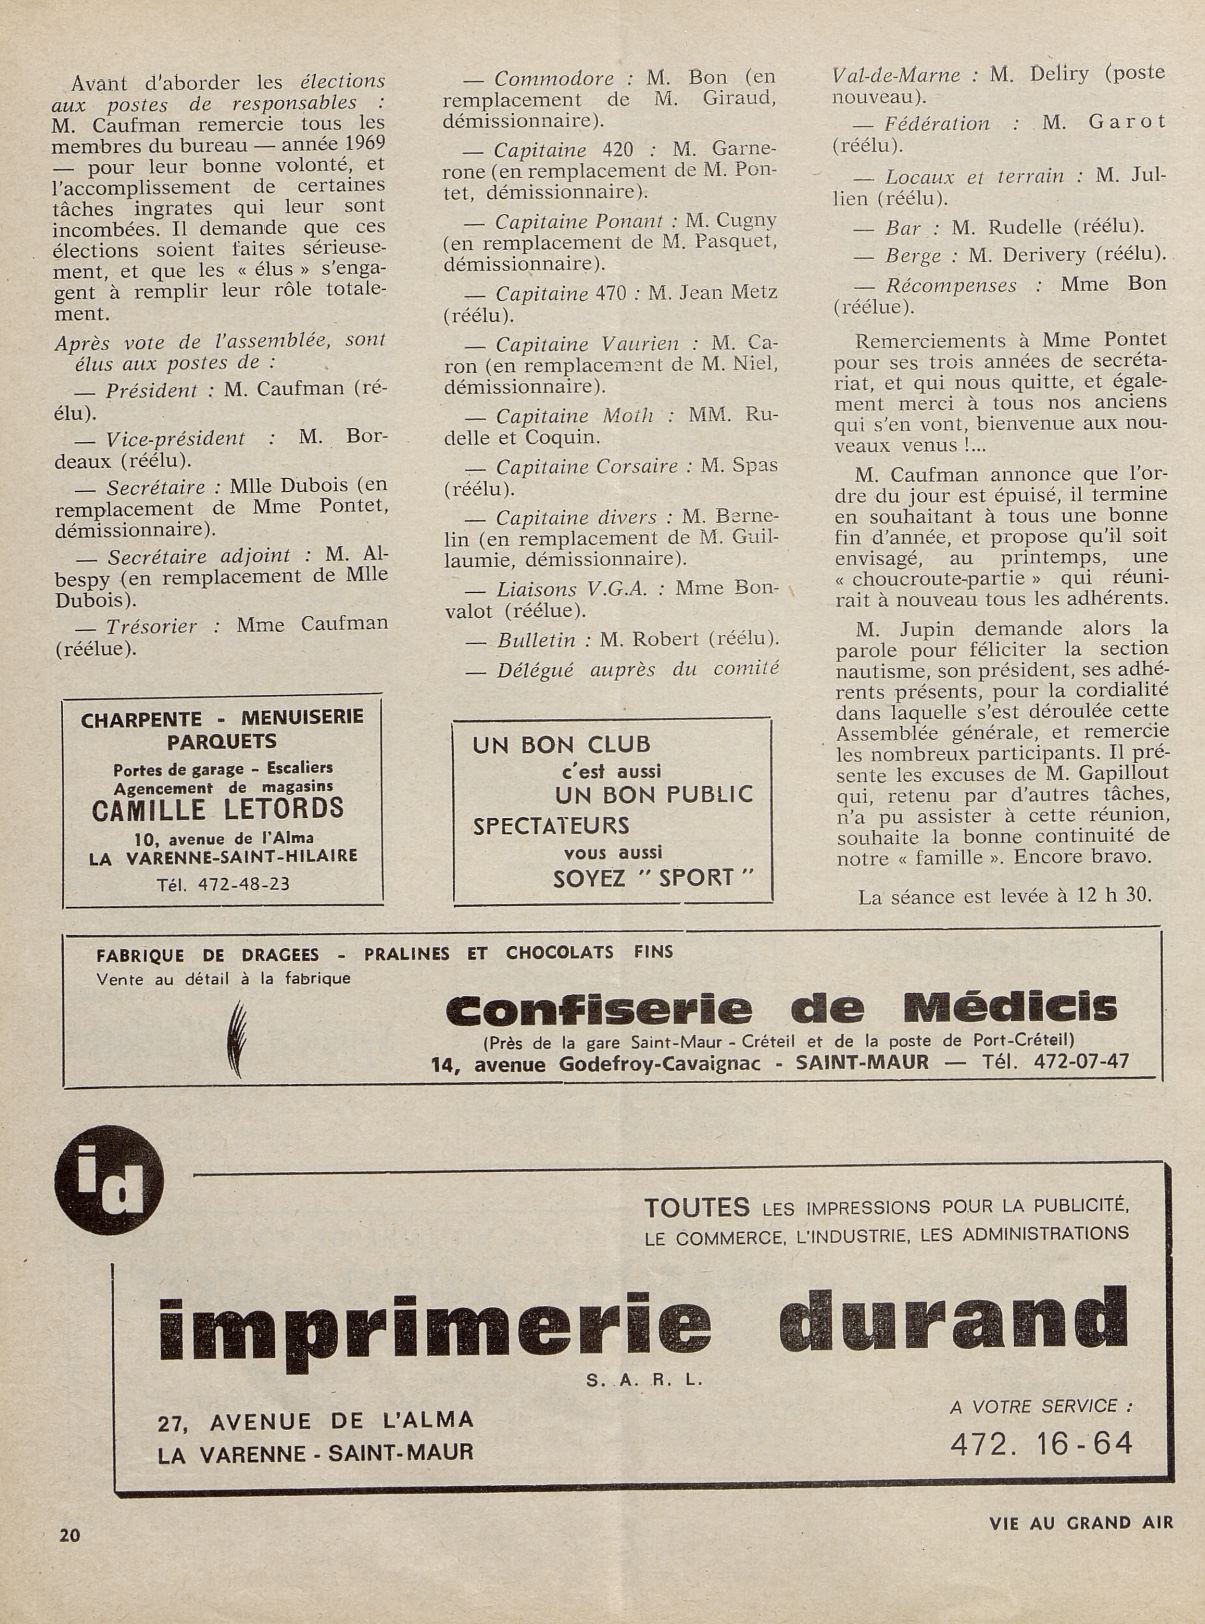 Avant d'aborder les élections
aux postes de responsables :
M. Caufman remercie tous les
membres du bureau — année 1969
— pour leur bonne volonté, et
l'accomplissement de certaines
tâches ingrates qui leur sont
incombées. Il demande que ces
élections soient faites sérieuse-
ment, et que les « élus » s'enga-
gent à remplir leur rôle totale-
ment.
Après vote de l'assemblée, sont
élus aux postes de :
— Président : M. Caufman (ré-
élu).
— Vice-président : M. Bor-
deaux (réélu).
— Secrétaire : Mlle Dubois (en
remplacement de Mme Pontet,
démissionnaire).
— Secrétaire adjoint : M. Al-
bespy (en remplacement de Mlle
Dubois).
— Trésorier : Mme Caufman
(réélue).
— Commodore : M. Bon (en
remplacement de M. Giraud,
démissionnaire).
— Capitaine 420 : M. Garne-
rone (en remplacement de M. Pon-
tet, démissionnaire).
— Capitaine Ponant : M. Cugny
(en remplacement de M. Pasquet,
démissionnaire).
— Capitaine 470 : M. Jean Metz
(réélu).
— Capitaine Vaurien : M. Ca-
ron (en remplacement de M. Niel,
démissionnaire).
— Capitaine Moth : MM. Ru-
delle et Coquin.
— Capitaine Corsaire : M. Spas
(réélu).
— Capitaine divers : M. Berne-
lin (en remplacement de M. Guil-
laumie, démissionnaire).
— Liaisons V.G.A. : Mme Bon-
valot (réélue).
— Bulletin : M. Robert (réélu).
— Délégué auprès du comité
Val-de-Marne : M. Deliry (poste
nouveau).
— Fédération : M. Garot
(réélu).
— Locaux et terrain : M. Jul-
lien (réélu).
— Bar : M. Rudelle (réélu).
— Berge : M. Derivery (réélu).
— Récompenses : Mme Bon
(réélue).
Remerciements à Mme Pontet
pour ses trois années de secréta-
riat, et qui nous quitte, et égale-
ment merci à tous nos anciens
qui s'en vont, bienvenue aux nou-
veaux venus !...
M. Caufman annonce que l'or-
dre du jour est épuisé, il termine
en souhaitant à tous une bonne
fin d'année, et propose qu'il soit
envisagé, au printemps, une
« choucroute-partie » qui réuni-
rait à nouveau tous les adhérents.
M. Jupin demande alors la
parole pour féliciter la section
nautisme, son président, ses adhé-
rents présents, pour la cordialité
dans laquelle s'est déroulée cette
Assemblée générale, et remercie
les nombreux participants. Il pré-
sente les excuses de M. Gapillout
qui, retenu par d'autres tâches,
n'a pu assister à cette réunion,
souhaite la bonne continuité de
notre « famille ». Encore bravo.
La séance est levée à 12 h 30.
CHARPENTE - MENUISERIE
PARQUETS
Portes de garage - Escaliers
Agencement de magasins
CAMILLE LETORDS
10, avenue de l'Alma
LA VARENNE-SAINT-HILAIRE
Tél. 472-48-23
UN BON CLUB
c'est aussi
UN BON PUBLIC
SPECTATEURS
vous aussi
SOYEZ " SPORT "
FABRIQUE DE DRAGEES - PRALINES ET CHOCOLATS FINS
Vente au détail à la fabrique
Confiserie de Médicis
(Près de la gare Saint-Maur - Créteil et de la poste de Port-Créteil)
14, avenue Godefroy-Cavaignac - SAINT-MAUR — Tél. 472-07-47
id
TOUTES LES IMPRESSIONS POUR LA PUBLICITÉ,
LE COMMERCE, L'INDUSTRIE, LES ADMINISTRATIONS
imprimerie durand
S. A. R. L.
27, AVENUE DE L'ALMA
LA VARENNE - SAINT-MAUR
A VOTRE SERVICE :
472. 16-64
20
VIE AU GRAND AIR